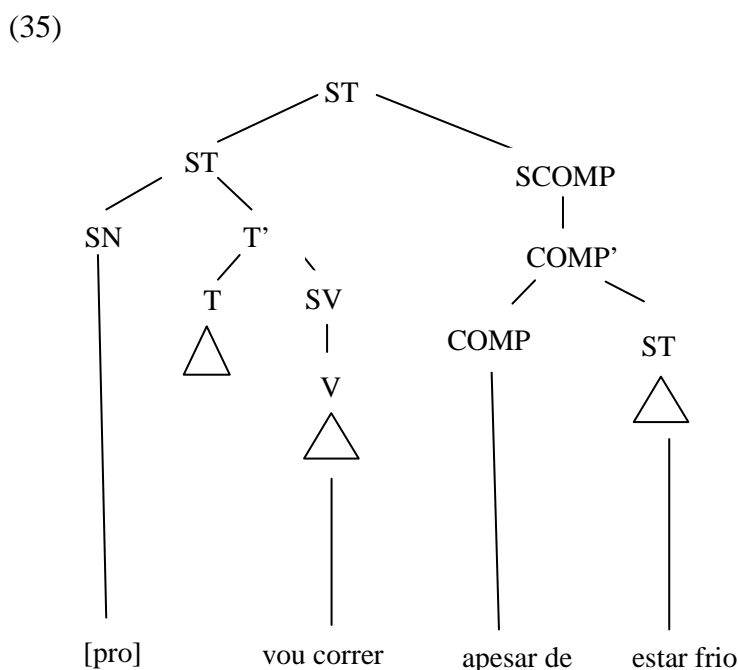 (35)
ST
ST SCOMP
SN T’ COMP’
T SV COMP ST
V
[pro] vou correr apesar de estar frio